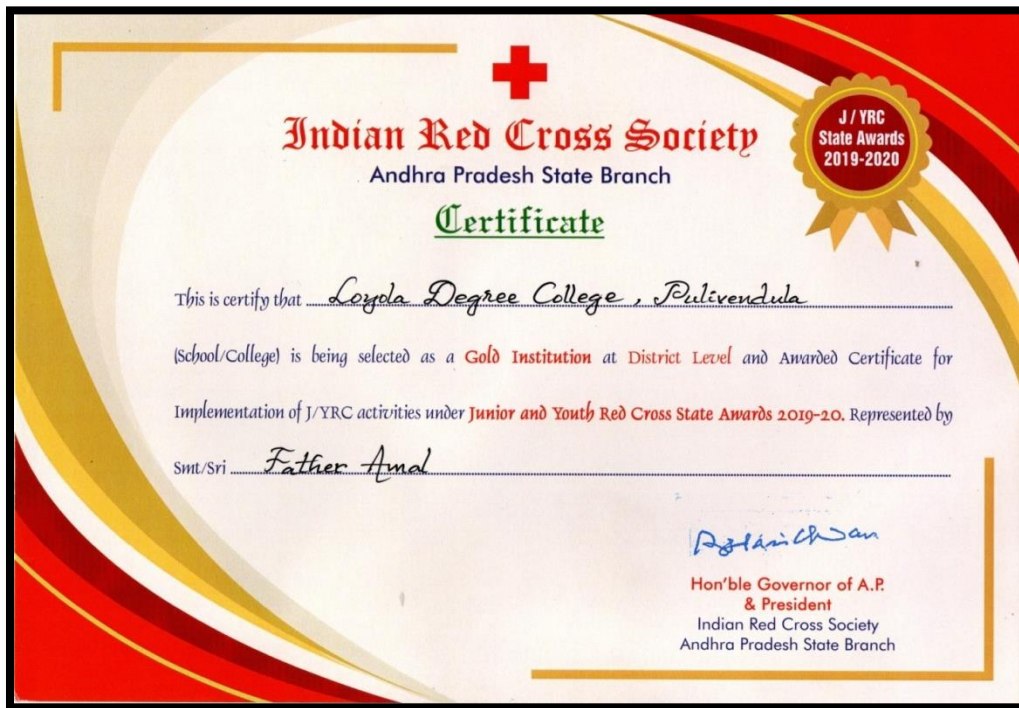 J / YRC
State Awards
2019-2020
Indian Red Cross Society
Andhra Pradesh State Branch
Certificate
This is certify that Loyola Degree College, Pulivendula
(School/College) is being selected as a Gold Institution at District Level and Awarded Certificate for
Implementation of J/YRC activities under Junior and Youth Red Cross State Awards 2019-20. Represented by
Smt/Sri Father Amal
Hon'ble Governor of A.P.
& President
Indian Red Cross Society
Andhra Pradesh State Branch